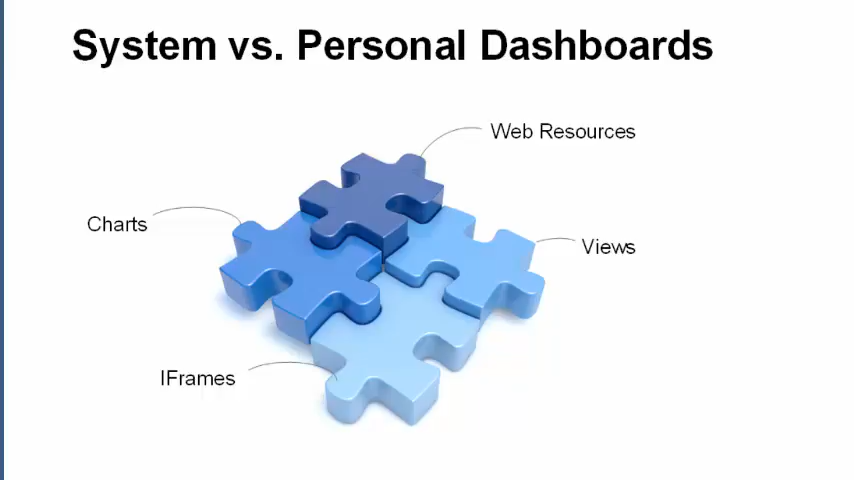 System vs. Personal Dashboards
Web Resources
Charts
Views
IFrames